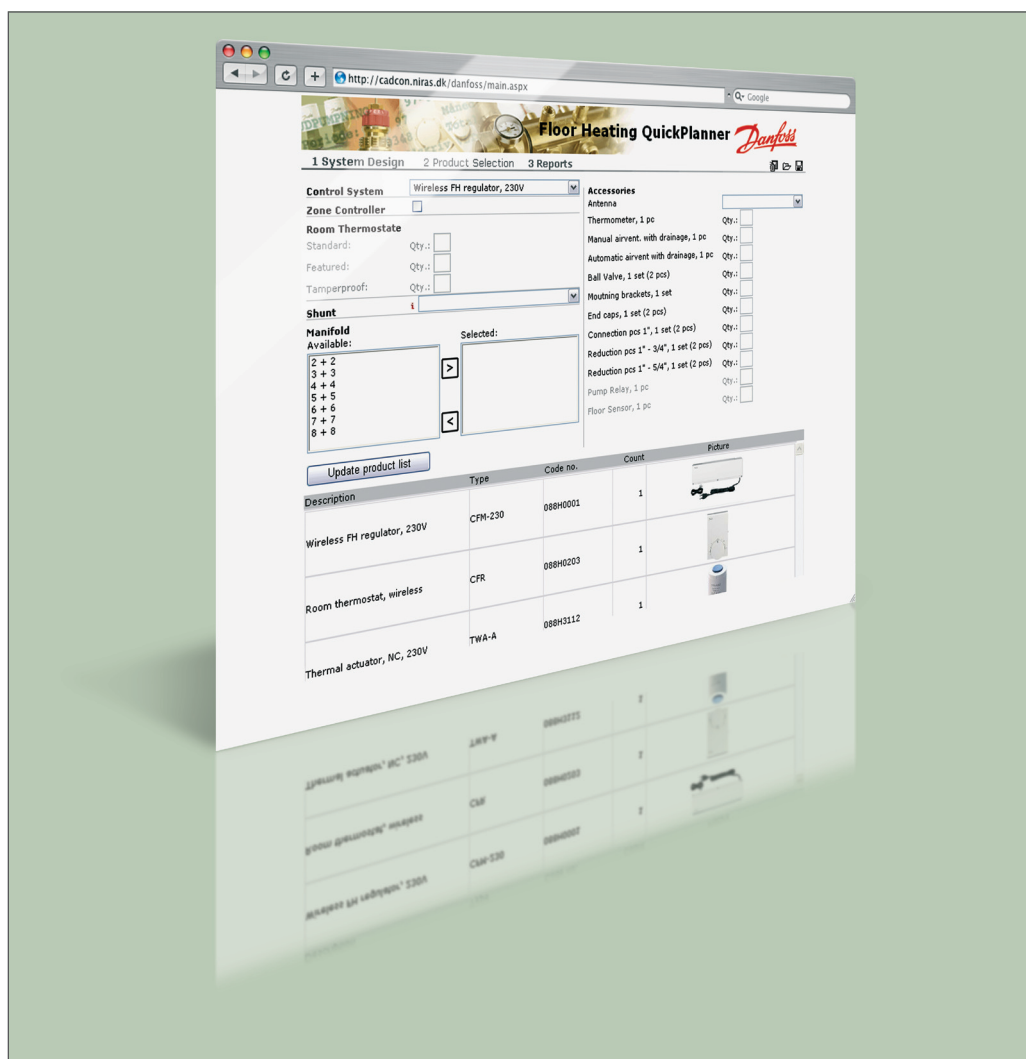 http://cadcon.niras.dk/danfoss/main.aspx
Google
Floor Heating QuickPlanner
Danfoss
1 System Design 2 Product Selection 3 Reports
Control System Wireless FH regulator, 230V
Zone Controller
Room Thermostate
Standard: Qty.:
Featured: Qty.:
Tamperproof: Qty.:
Shunt i
Manifold
Available: Selected:
2 + 2
3 + 3
4 + 4
5 + 5
6 + 6
7 + 7
8 + 8
>
<
Accessories
Antenna
Thermometer, 1 pc Qty.:
Manual airvent. with drainage, 1 pc Qty.:
Automatic airvent with drainage, 1 pc Qty.:
Ball Valve, 1 set (2 pcs) Qty.:
Moutning brackets, 1 set Qty.:
End caps, 1 set (2 pcs) Qty.:
Connection pcs 1", 1 set (2 pcs) Qty.:
Reduction pcs 1" - 3/4", 1 set (2 pcs) Qty.:
Reduction pcs 1" - 5/4", 1 set (2 pcs) Qty.:
Pump Relay, 1 pc Qty.:
Floor Sensor, 1 pc Qty.:
Update product list
Description Type Code no. Count Picture
Wireless FH regulator, 230V CFM-230 088H0001 1
Room thermostat, wireless CFR 088H0203 1
Thermal actuator, NC, 230V TWA-A 088H3112 1